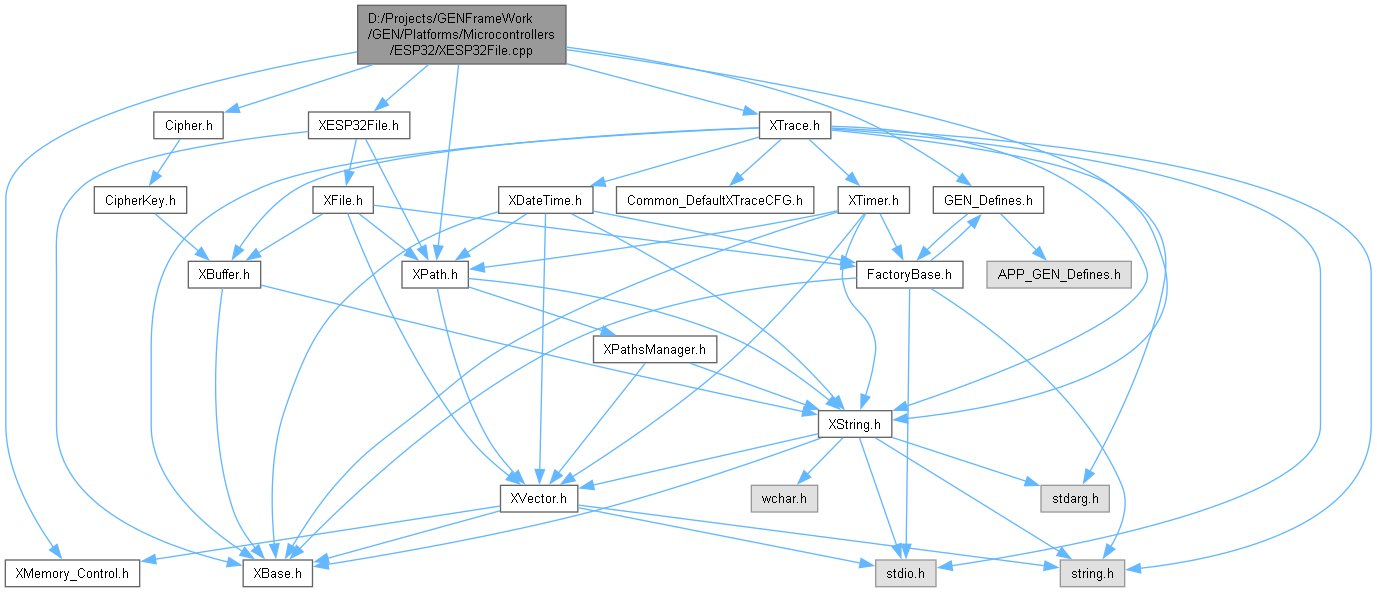 D:/Projects/GENFrameWork
/GEN/Platforms/Microcontrollers
/ESP32/XESP32File.cpp
Cipher.h
XESP32File.h
XTrace.h
CipherKey.h
XFile.h
XDateTime.h
Common_DefaultXTraceCFG.h
XTimer.h
GEN_Defines.h
XBuffer.h
XPath.h
FactoryBase.h
APP_GEN_Defines.h
XPathsManager.h
XString.h
XVector.h
wchar.h
stdarg.h
XMemory_Control.h
XBase.h
stdio.h
string.h